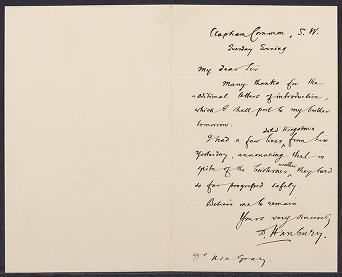 Clapham Common, S. W.
Tuesday Evening
My dear Sir
Many thanks for the
additional letters of introduction,
which I shall post to my brother
tomorrow.
dated Kingstown
I had a few lines from him
yesterday, announcing that in
weather
spite of the boisterous they had
so far progressed safely.
Believe me to remain
Yours very sincerely
D. Hanbury.
Dr Asa Gray.